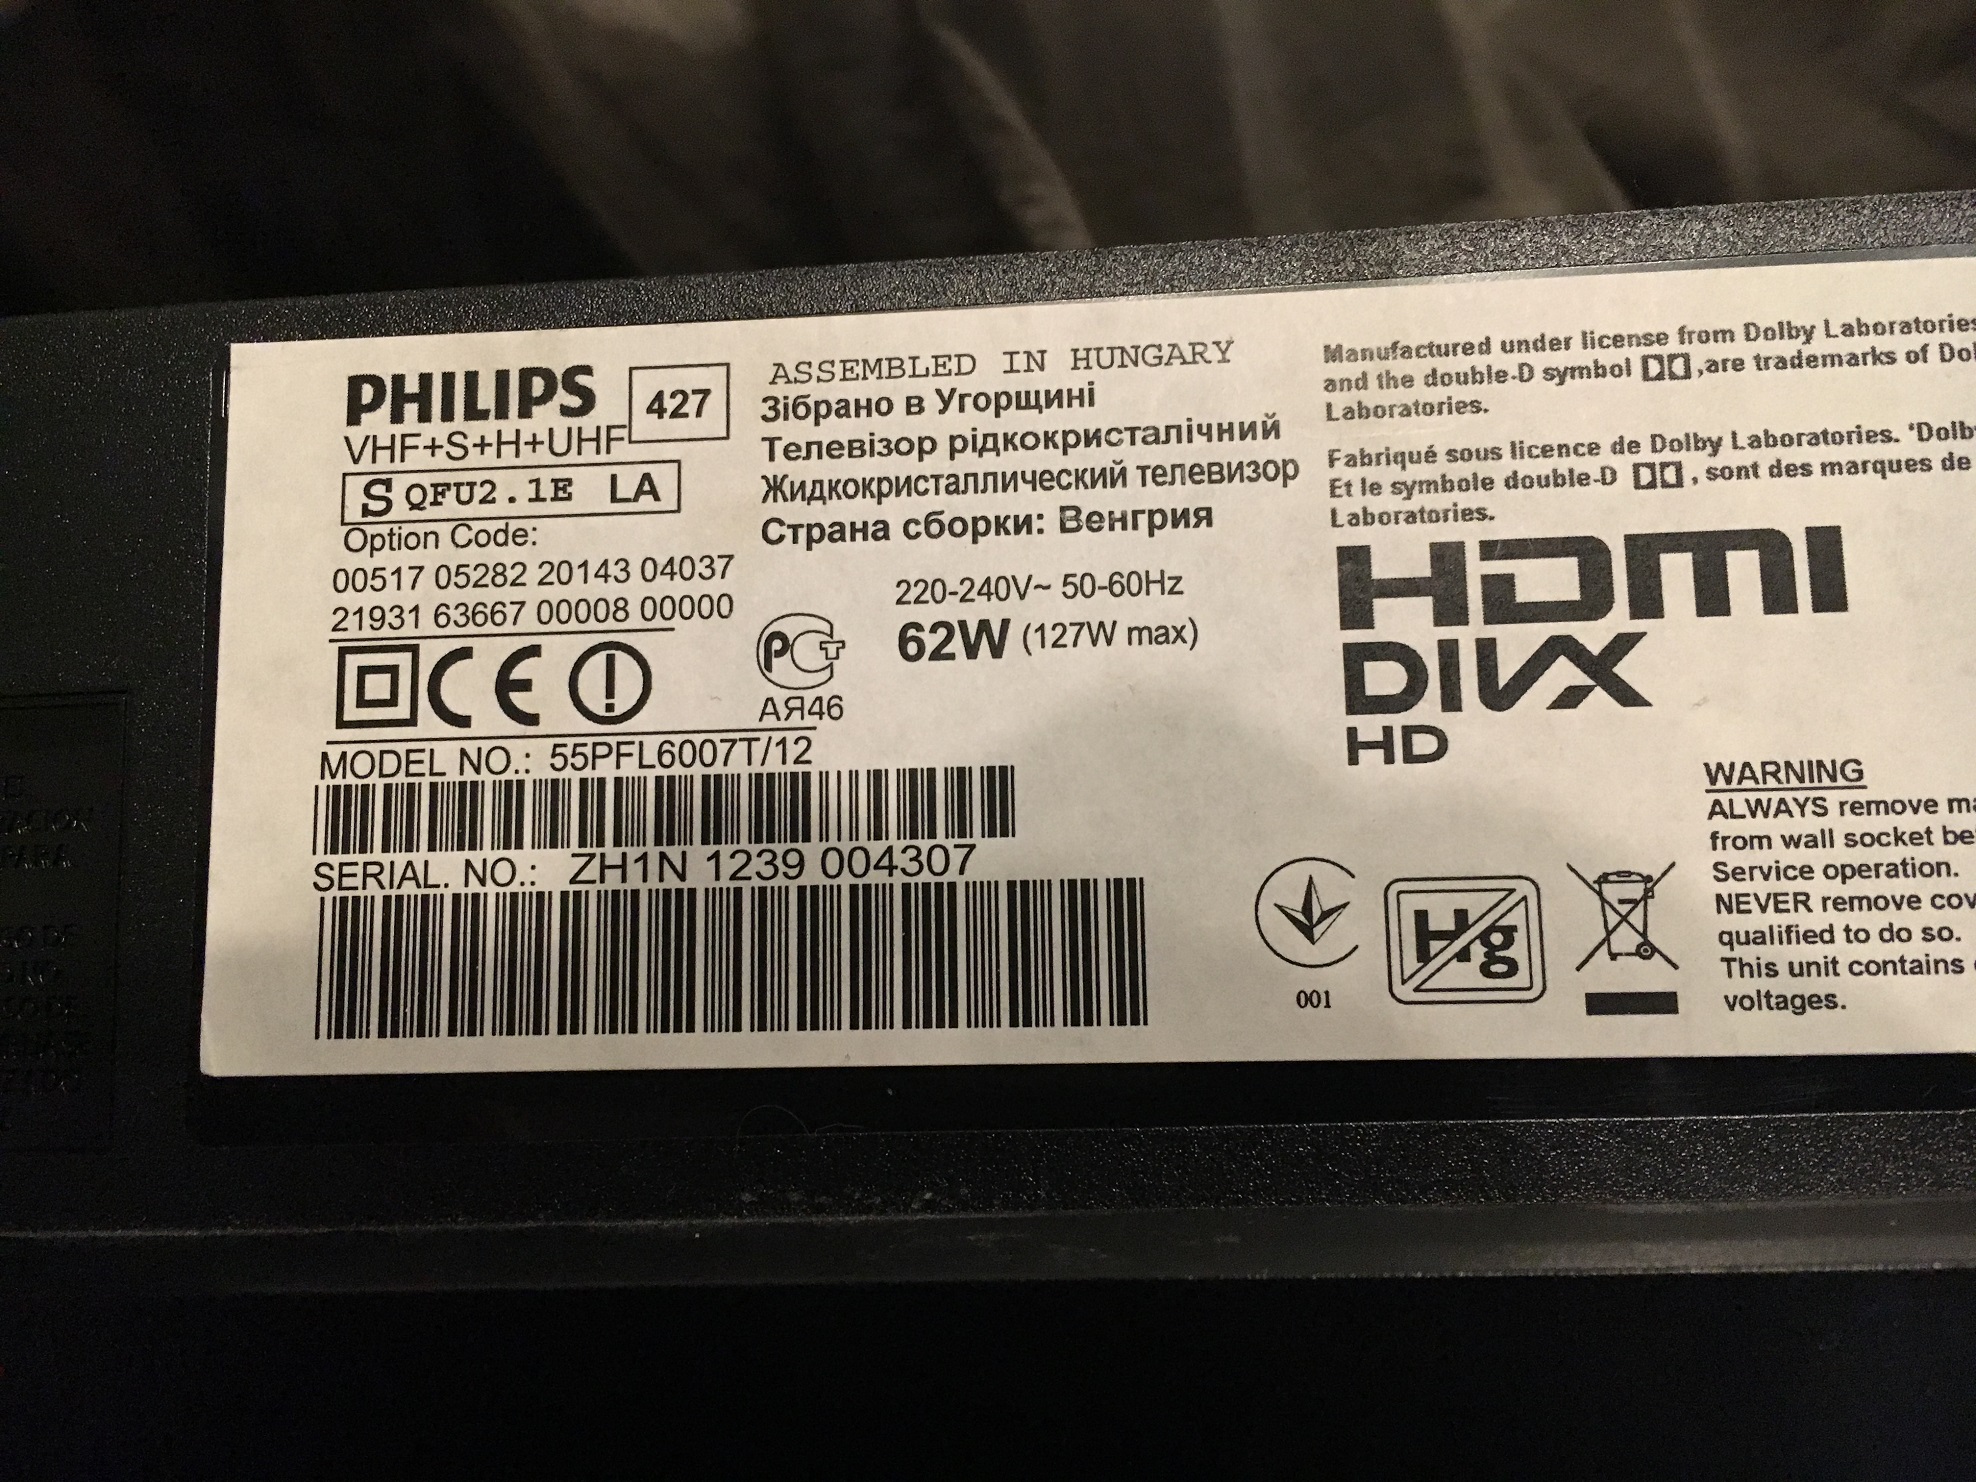 PHILIPS
427
VHF+S+H+UHF
S QFU2.1E LA
Option Code:
00517 05282 20143 04037
21931 63667 00008 00000
CE
MODEL NO.: 55PFL6007T/12
SERIAL. NO.: ZH1N 1239 004307
ASSEMBLED IN HUNGARY
Зібрано в Угорщині
Телевізор рідкокристалічний
Жидкокристаллический телевизор
Страна сборки: Венгрия
220-240V~ 50-60Hz
62W (127W max)
РСТ
АЯ46
Manufactured under license from Dolby Laboratories
and the double-D symbol ,are trademarks of
Laboratories.
Fabriqué sous licence de Dolby Laboratories.
Et le symbole double-D , sont des marques de
Laboratories.
HDMI
DIVX
HD
001
Hg
WARNING
ALWAYS remove
from wall socket
Service operation.
NEVER remove
qualified to do so.
This unit contains
voltages.